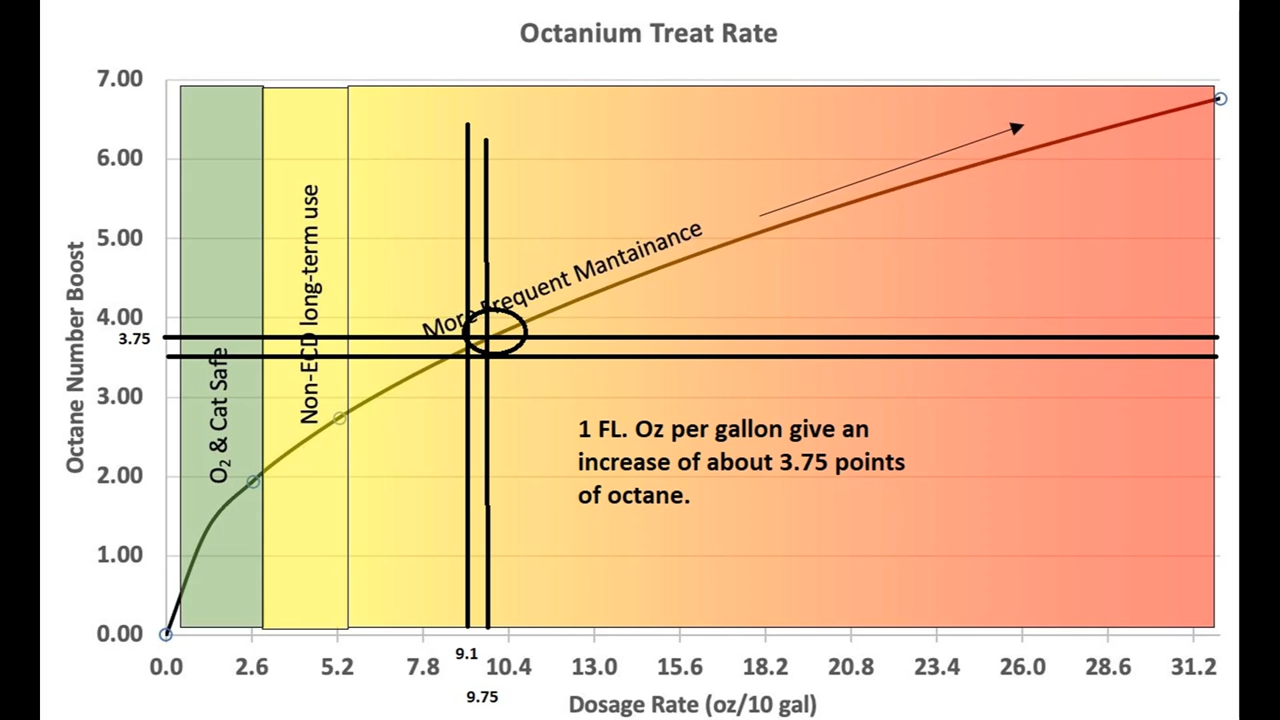 Octanium Treat Rate
7.00
6.00
5.00
4.00
3.75
3.00
2.00
1.00
0.00
Octane Number Boost
O₂ & Cat Safe
Non-ECD long-term use
More Frequent Mantainance
1 FL. Oz per gallon give an
increase of about 3.75 points
of octane.
9.1
0.0 2.6 5.2 7.8 10.4 13.0 15.6 18.2 20.8 23.4 26.0 28.6 31.2
9.75
Dosage Rate (oz/10 gal)